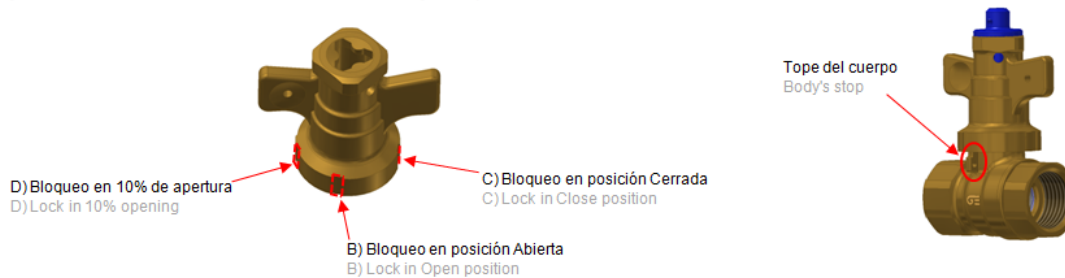 Tope del cuerpo
Body's stop
D) Bloqueo en 10% de apertura
D) Lock in 10% opening
C) Bloqueo en posición Cerrada
C) Lock in Close position
B) Bloqueo en posición Abierta
B) Lock in Open position
GE